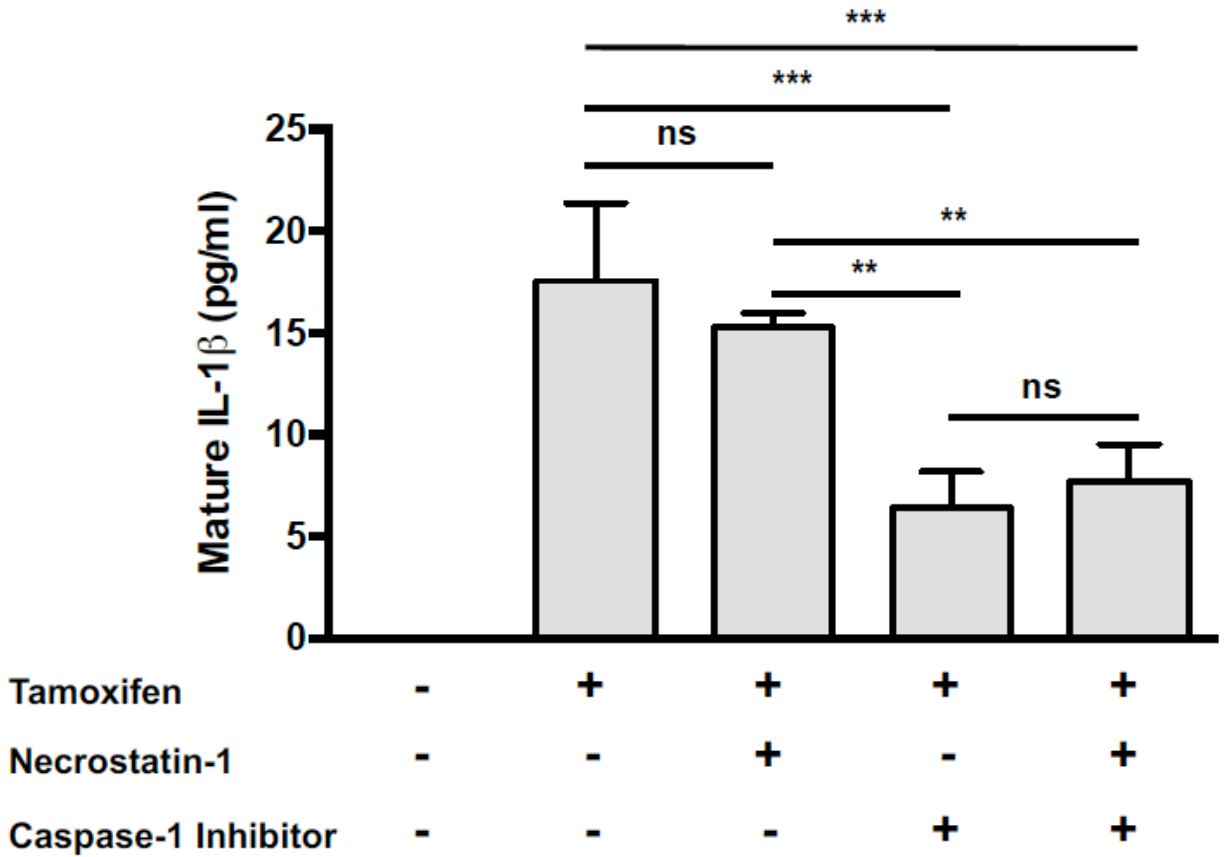 ***
***
ns
**
**
ns
Mature IL-1β (pg/ml)
25
20
15
10
5
0
Tamoxifen - + + + +
Necrostatin-1 - - + - +
Caspase-1 Inhibitor - - - + +